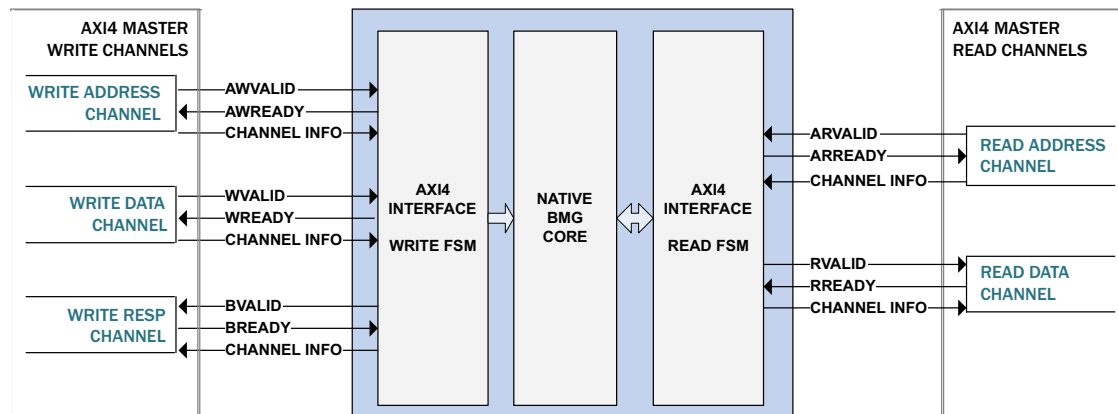 AXI4 MASTER
WRITE CHANNELS
WRITE ADDRESS
CHANNEL
AWVALID
AWREADY
CHANNEL INFO
WRITE DATA
CHANNEL
WVALID
WREADY
CHANNEL INFO
WRITE RESP
CHANNEL
BVALID
BREADY
CHANNEL INFO
AXI4
INTERFACE
WRITE FSM
NATIVE
BMG
CORE
AXI4
INTERFACE
READ FSM
AXI4 MASTER
READ CHANNELS
ARVALID
ARREADY
CHANNEL INFO
READ ADDRESS
CHANNEL
RVALID
RREADY
CHANNEL INFO
READ DATA
CHANNEL